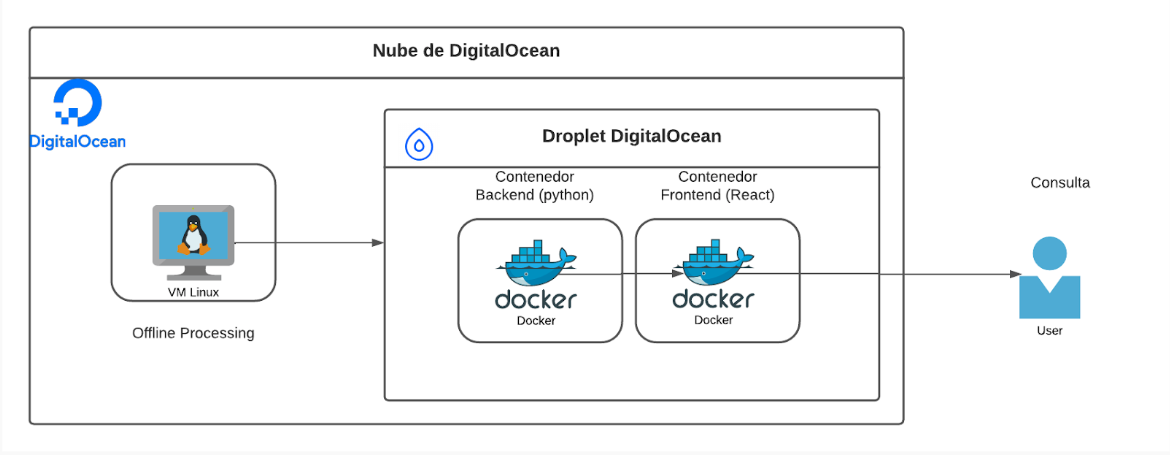 Nube de DigitalOcean
DigitalOcean
Droplet DigitalOcean
Contenedor
Backend (python)
Contenedor
Frontend (React)
Consulta
docker
Docker
docker
Docker
VM Linux
Offline Processing
User